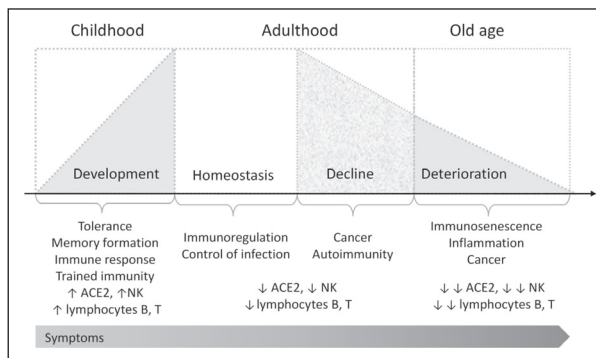 Childhood
Adulthood
Old age
Development
Homeostasis
Decline
Deterioration
Tolerance
Memory formation
Immune response
Trained immunity
↑ ACE2, ↑NK
↑ lymphocytes B, T
Immunoregulation
Control of infection
Cancer
Autoimmunity
↓ ACE2, ↓ NK
↓ lymphocytes B, T
Immunosenescence
Inflammation
Cancer
↓ ↓ ACE2, ↓ ↓ NK
↓ ↓ lymphocytes B, T
Symptoms